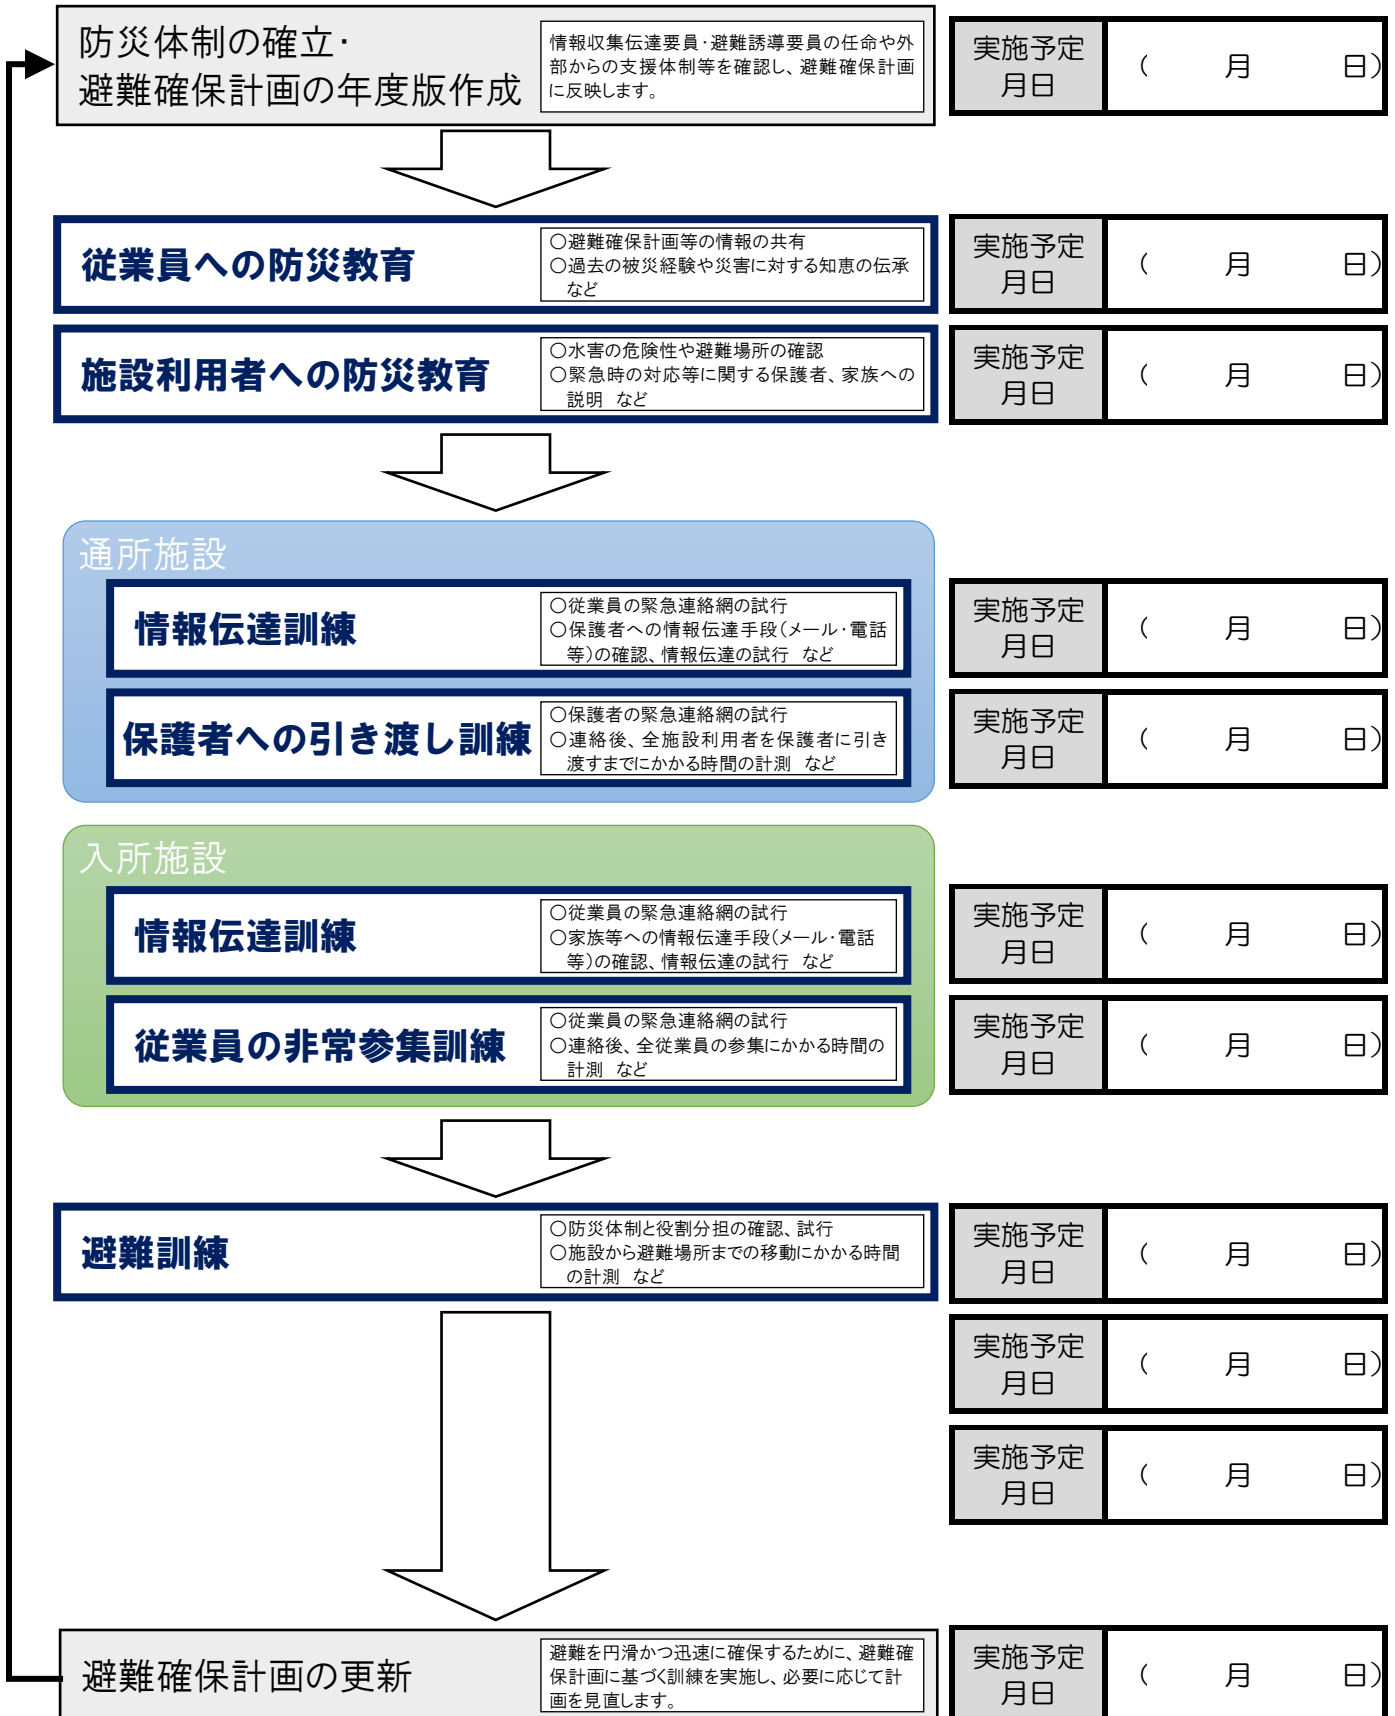 防災体制の確立・
避難確保計画の年度版作成
情報収集伝達要員・避難誘導要員の任命や外
部からの支援体制等を確認し、避難確保計画
に反映します。
実施予定
月日
（　　月　　日）
従業員への防災教育
○避難確保計画等の情報の共有
○過去の被災経験や災害に対する知恵の伝承
など
実施予定
月日
（　　月　　日）
施設利用者への防災教育
○水害の危険性や避難場所の確認
○緊急時の対応等に関する保護者、家族への
説明　など
実施予定
月日
（　　月　　日）
通所施設
情報伝達訓練
○従業員の緊急連絡網の試行
○保護者への情報伝達手段（メール・電話
等）の確認、情報伝達の試行　など
実施予定
月日
（　　月　　日）
保護者への引き渡し訓練
○保護者の緊急連絡網の試行
○連絡後、全施設利用者を保護者に引き
渡すまでにかかる時間の計測　など
実施予定
月日
（　　月　　日）
入所施設
情報伝達訓練
○従業員の緊急連絡網の試行
○家族等への情報伝達手段（メール・電話
等）の確認、情報伝達の試行　など
実施予定
月日
（　　月　　日）
従業員の非常参集訓練
○従業員の緊急連絡網の試行
○連絡後、全従業員の参集にかかる時間の
計測　など
実施予定
月日
（　　月　　日）
避難訓練
○防災体制と役割分担の確認、試行
○施設から避難場所までの移動にかかる時間
の計測　など
実施予定
月日
（　　月　　日）
実施予定
月日
（　　月　　日）
実施予定
月日
（　　月　　日）
避難確保計画の更新
避難を円滑かつ迅速に確保するために、避難確
保計画に基づく訓練を実施し、必要に応じて計
画を見直します。
実施予定
月日
（　　月　　日）